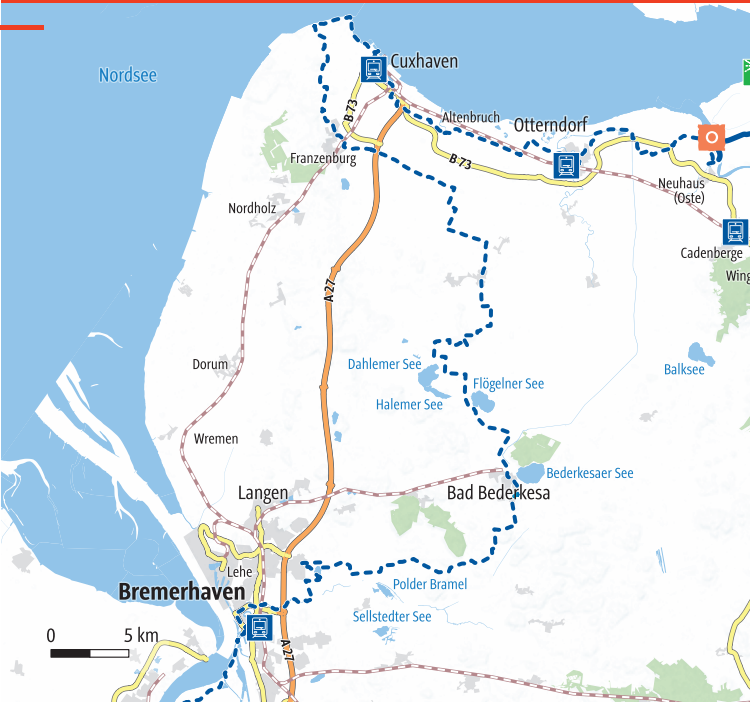 Nordsee
Cuxhaven
B 73
Altenbruch
Otterndorf
Franzenburg
B 73
Neuhaus
(Oste)
Nordholz
Cadenberge
Wing
A 27
Dorum
Dahlemer See
Balksee
Flögelner See
Halemer See
Wremen
Bederkesaer See
Langen
Bad Bederkesa
Lehe
Polder Bramel
Bremerhaven
Sellstedter See
0 5 km
A 27